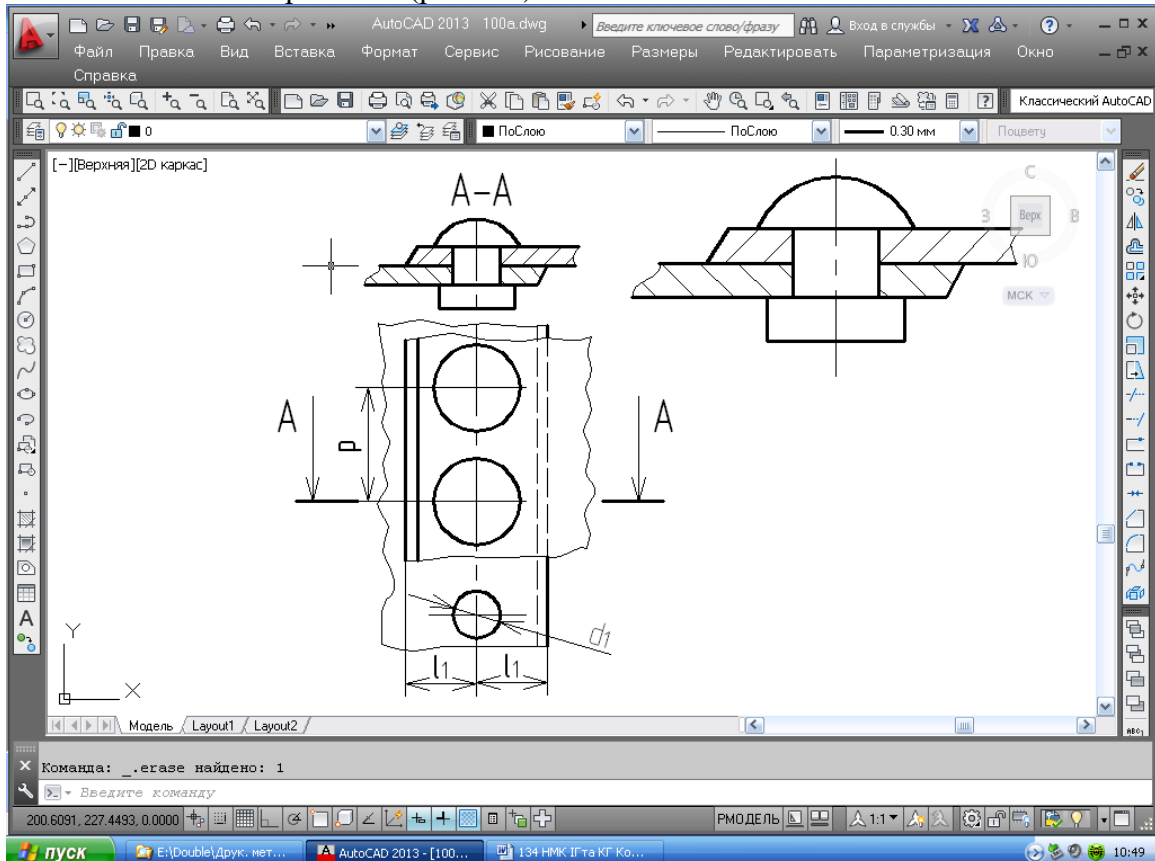 AutoCAD 2013 100a.dwg Введите ключевое слово/фразу Вход в службы
Файл Правка Вид Вставка Формат Сервис Рисование Размеры Редактировать Параметризация Окно
Справка
Классический AutoCAD
0 ПоСлою ПоСлою 0.30 мм Поцвету
[−][Верхняя][2D каркас]
A-A
С
З Верх В
Ю
МСК
A A
p
d1
l1 l1
Y
X
Модель Layout1 Layout2
Команда: _.erase найдено: 1
Введите команду
200.6091, 227.4493, 0.0000 РМОДЕЛЬ 1:1
пуск E:\Double\Друк. мет... AutoCAD 2013 - [100... 134 НМК ІГта КГ Ко... 10:49